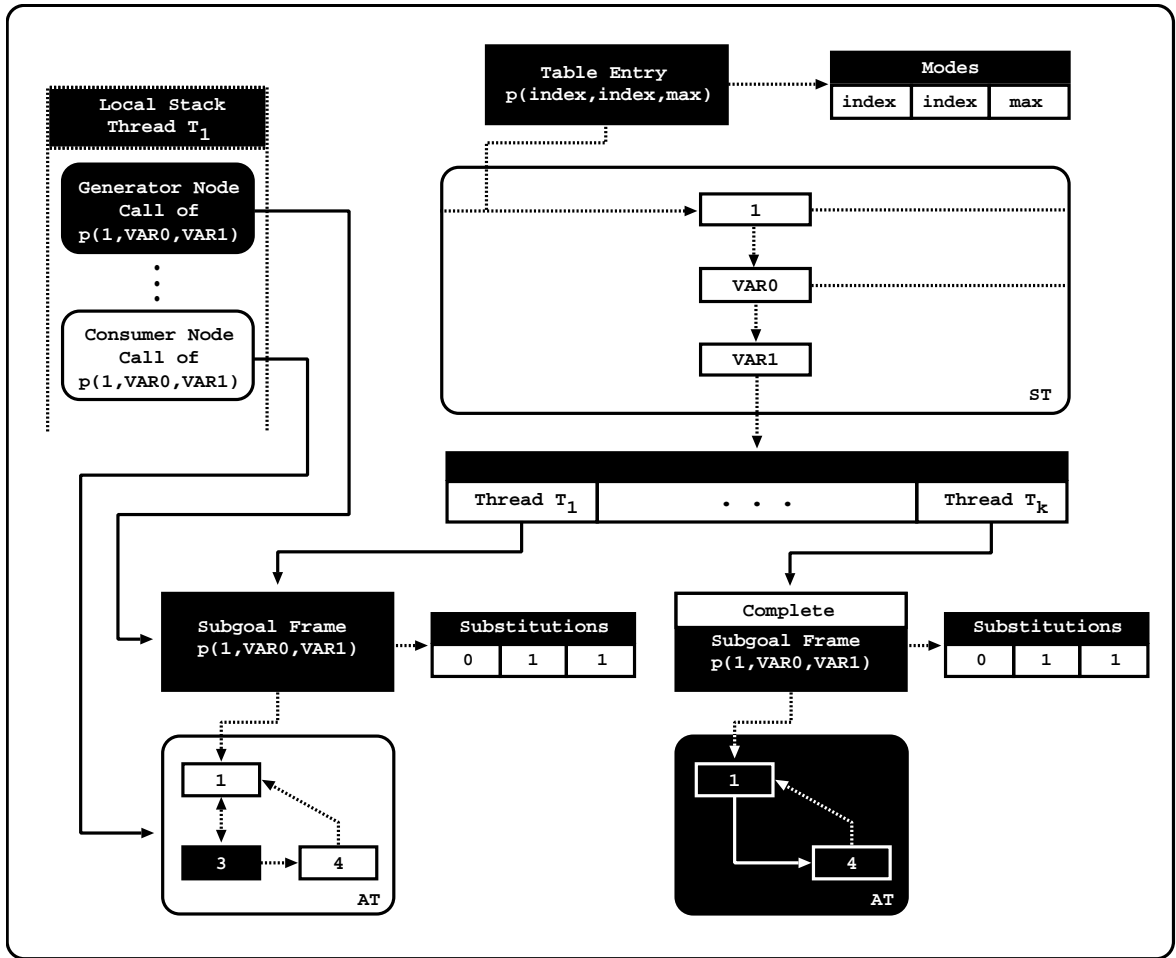 Table Entry
p(index,index,max)
Modes
index index max
Local Stack
Thread T1
Generator Node
Call of
p(1,VAR0,VAR1)
Consumer Node
Call of
p(1,VAR0,VAR1)
1
VAR0
VAR1
ST
Thread T1 . . . Thread Tk
Subgoal Frame
p(1,VAR0,VAR1)
Substitutions
0 1 1
1
3 4
AT
Complete
Subgoal Frame
p(1,VAR0,VAR1)
Substitutions
0 1 1
1
4
AT